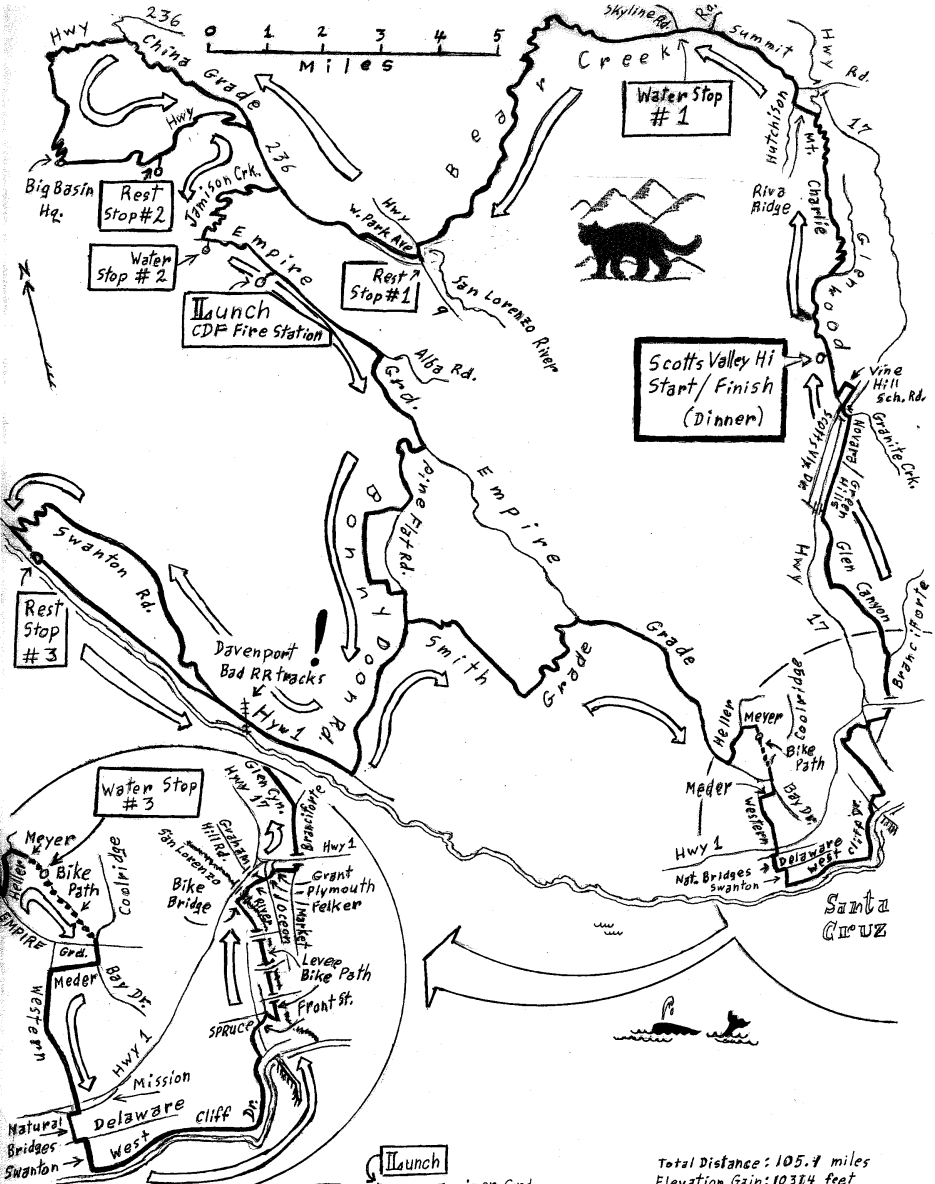 Hwy 236
China Grade
0 1 2 3 4 5
Miles
Skyline Rd.
Rd.
Summit
Bear Creek
Water Stop
#1
Hwy 17
Rd.
Hutchison
Mt. Charlie
Riva
Ridge
Glenwood
Hwy 236
Big Basin
Hq.
Rest
Stop #2
Jamison Crk.
Water
Stop #2
Empire Grd.
W. Park Ave
Hwy 9
Rest
Stop #1
San Lorenzo River
N
Lunch
CDF Fire Station
Alba Rd.
Scotts Valley Hi
Start/Finish
(Dinner)
Vine
Hill
Sch. Rd.
Granite Crk.
Scotts Vly Dr.
Green
Hills
Glen Canyon
Hwy 17
Branciforte
Pine Flat Rd.
Bonny Doon Rd.
Empire Grade
Swanton Rd.
Rest
Stop
#3
Davenport !
Bad RR tracks
Hyw 1
Smith Grade
Heller
Meyer
Coolridge
Bike
Path
Meder
Bay Dr.
Western
Hwy 1
Delaware
West Cliff Dr.
Nat. Bridges
Swanton
Santa
Cruz
Water Stop
#3
Meyer
Heller
Bike
Path
Coolridge
EMPIRE Grd.
Meder
Bay Dr.
Western
Hwy 1
Mission
Natural
Bridges
Swanton
Delaware
West Cliff Dr.
Glen Cyn.
Hwy 17
Branciforte
Graham
Hill Rd.
San Lorenzo
Bike
Bridge
Hwy 1
Grant
Plymouth
Felker
River
Ocean
Market
Levee
Bike Path
Front St.
SPRUCE
Lunch
Total Distance: 105.4 miles
Elevation Gain: 10314 feet